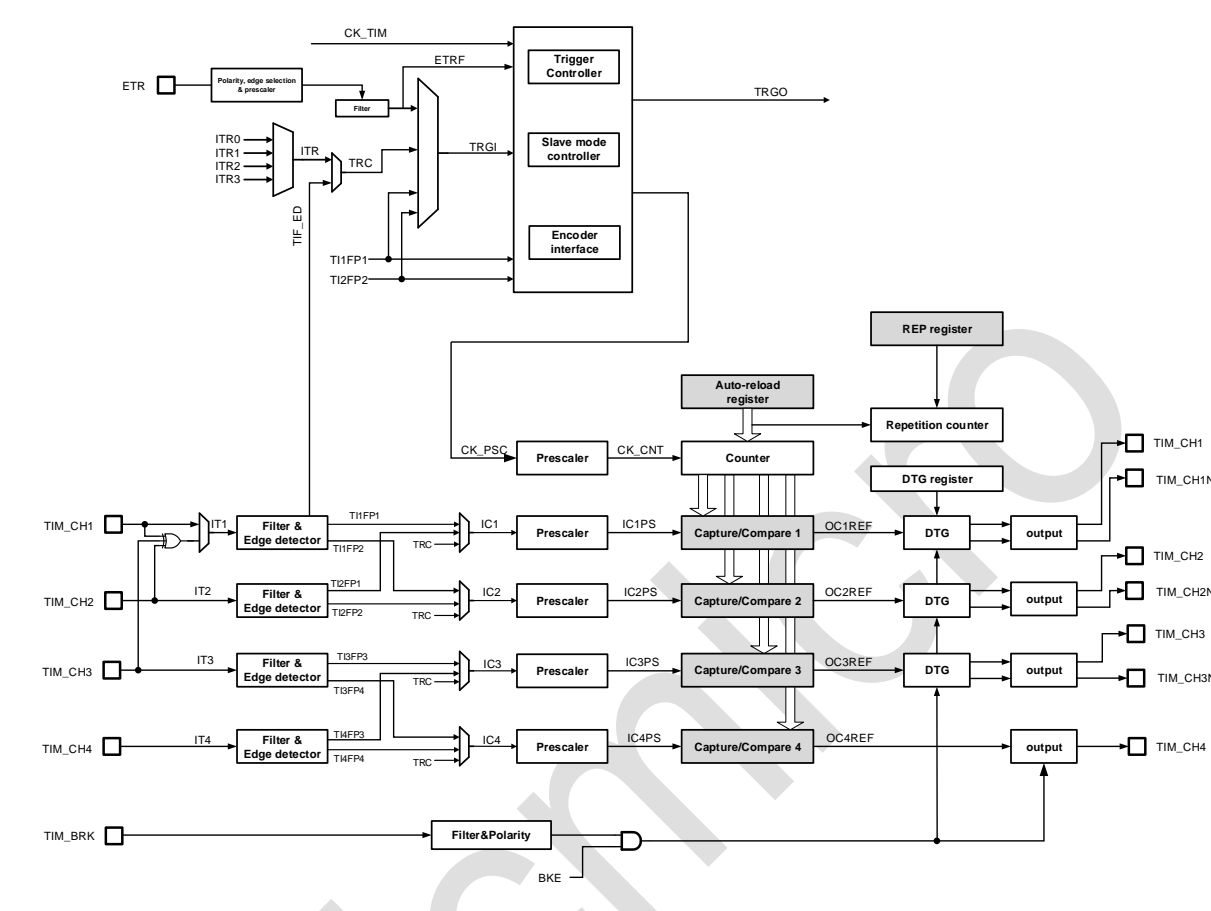 CK_TIM
ETRF
Trigger
Controller
ETR
Polarity, edge selection
& prescaler
Filter
TRGO
ITR0
ITR1
ITR2
ITR3
ITR
TRC
TRGI
Slave mode
controller
TIF_ED
Encoder
interface
TI1FP1
TI2FP2
REP register
Auto-reload
register
Repetition counter
CK_PSC
Prescaler
CK_CNT
Counter
DTG register
TIM_CH1
TIM_CH1N
TIM_CH1
IT1
Filter &
Edge detector
TI1FP1
TI1FP2
TRC
IC1
Prescaler
IC1PS
Capture/Compare 1
OC1REF
DTG
output
TIM_CH2
TIM_CH2N
TIM_CH2
IT2
Filter &
Edge detector
TI2FP1
TI2FP2
TRC
IC2
Prescaler
IC2PS
Capture/Compare 2
OC2REF
DTG
output
TIM_CH3
TIM_CH3N
TIM_CH3
IT3
Filter &
Edge detector
TI3FP3
TI3FP4
TRC
IC3
Prescaler
IC3PS
Capture/Compare 3
OC3REF
DTG
output
TIM_CH4
IT4
Filter &
Edge detector
TI4FP3
TI4FP4
TRC
IC4
Prescaler
IC4PS
Capture/Compare 4
OC4REF
output
TIM_CH4
TIM_BRK
Filter&Polarity
BKE